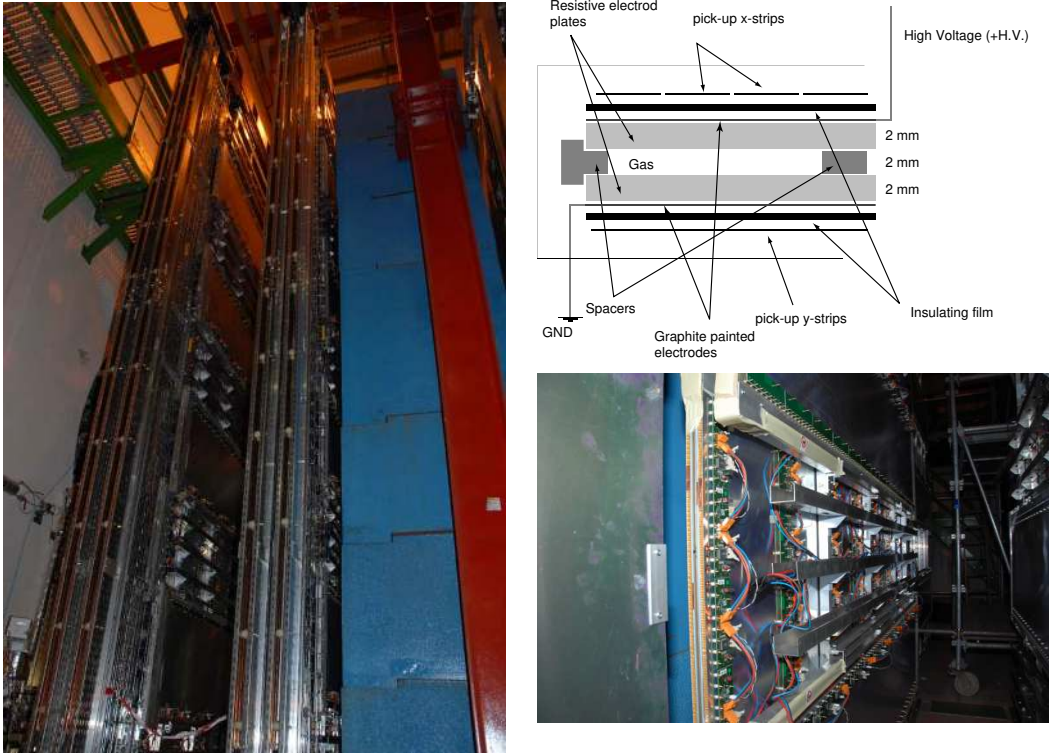 Resistive electrod
plates
pick-up x-strips
High Voltage (+H.V.)
2 mm
Gas
2 mm
2 mm
Spacers
pick-up y-strips
Insulating film
GND
Graphite painted
electrodes